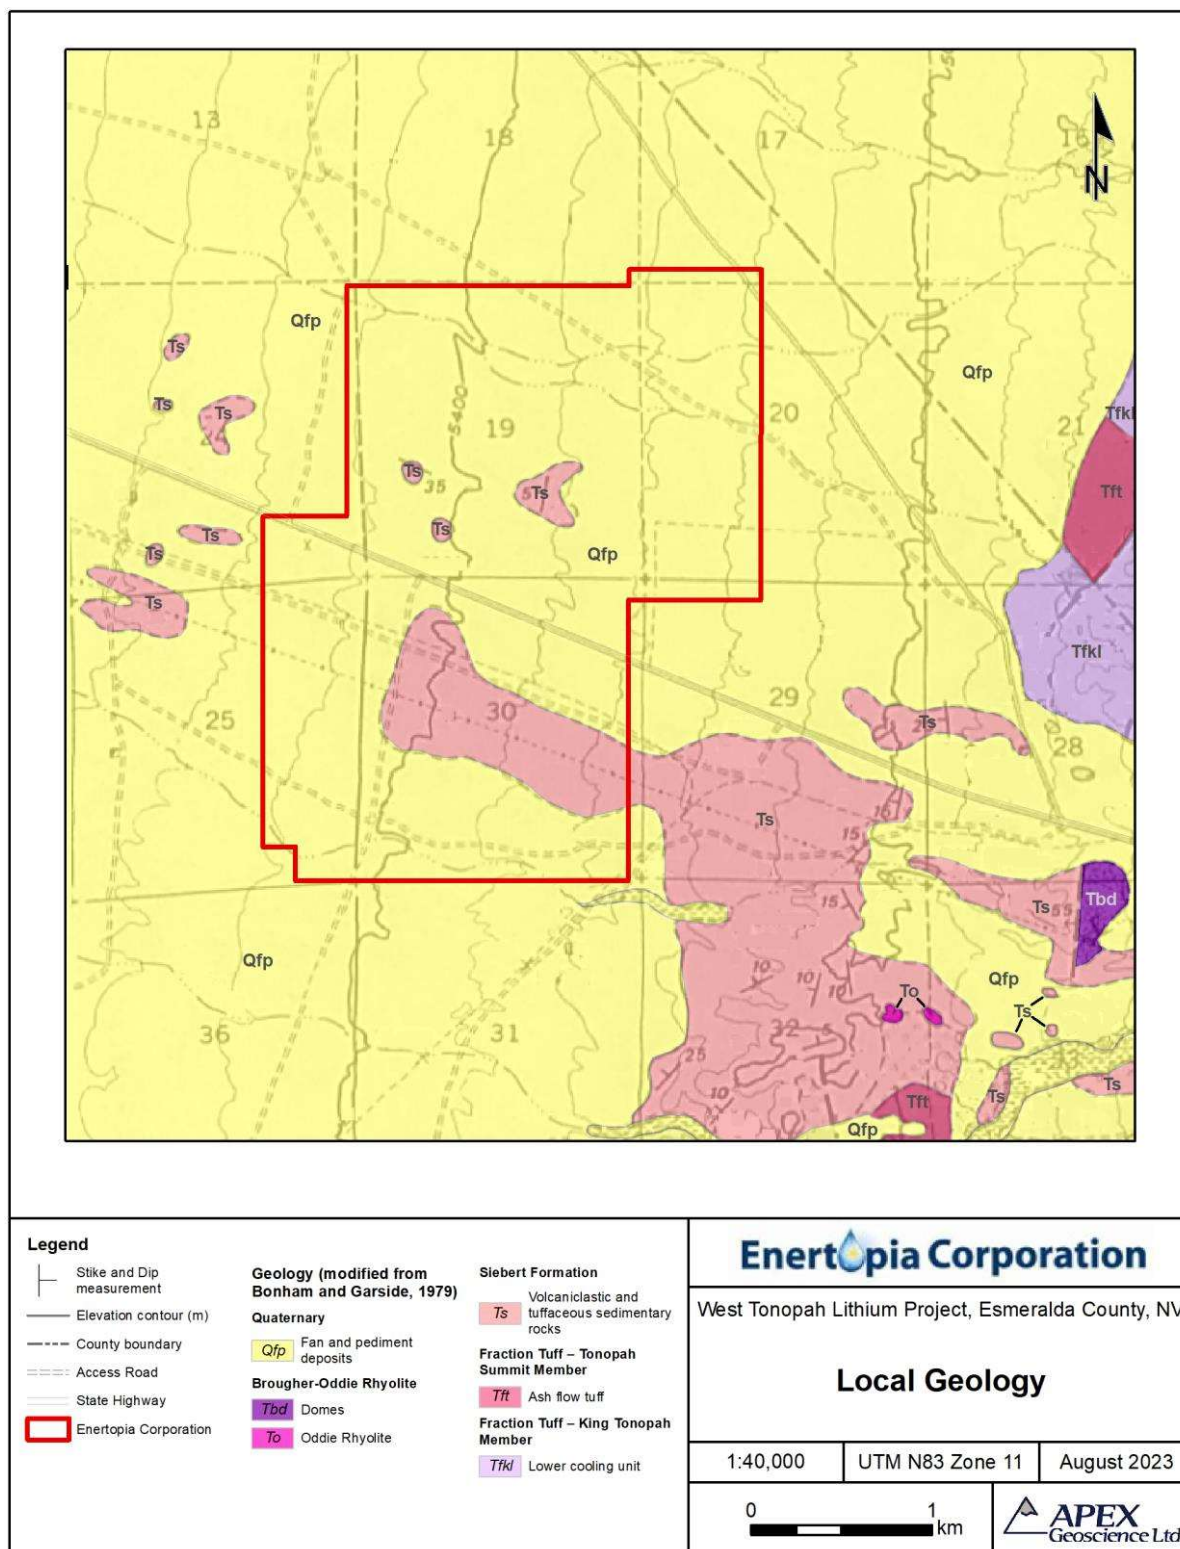 13
18
17
16
N
Qfp
Ts
Qfp
Tfkl
Ts
Ts
24
5400
19
20
21
Ts
35
5
Ts
Tft
Ts
Ts
Ts
Qfp
Ts
Tfkl
25
30
29
Ts
28
Ts
15
15
15
Ts
55
Tbd
Qfp
10
10
10
To
Qfp
Ts
36
31
32
5
33
25
10
Tft
Ts
Ts
Qfp
Legend
Stike and Dip
measurement
Elevation contour (m)
County boundary
Access Road
State Highway
Enertopia Corporation
Geology (modified from
Bonham and Garside, 1979)
Quaternary
Qfp Fan and pediment
deposits
Brougher-Oddie Rhyolite
Tbd Domes
To Oddie Rhyolite
Siebert Formation
Ts Volcaniclastic and
tuffaceous sedimentary
rocks
Fraction Tuff – Tonopah
Summit Member
Tft Ash flow tuff
Fraction Tuff – King Tonopah
Member
Tfkl Lower cooling unit
Enertopia Corporation
West Tonopah Lithium Project, Esmeralda County, NV
Local Geology
1:40,000
UTM N83 Zone 11
August 2023
0 1
km
APEX
Geoscience Ltd